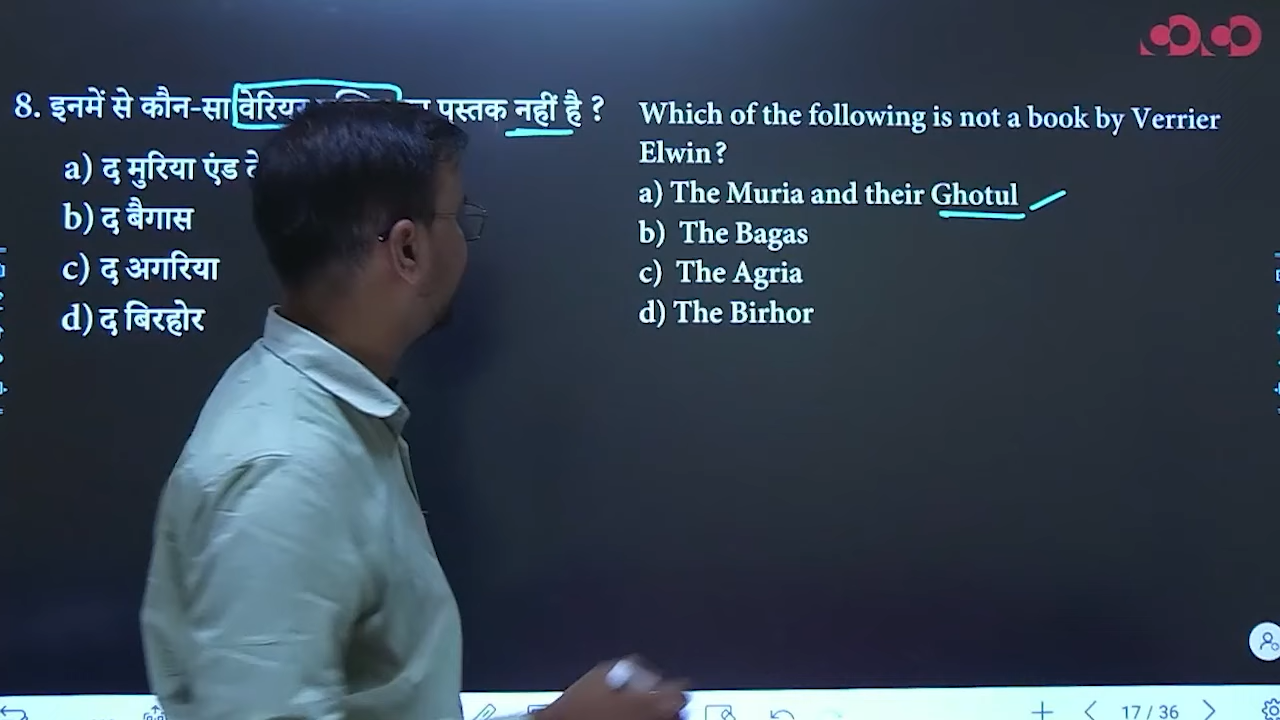 8. इनमें से कौन-सा पुस्तक नहीं है ?
a) द मुरिया एंड
b) द बैगास
c) द अगरिया
d) द बिरहोर
Which of the following is not a book by Verrier
Elwin?
a) The Muria and their Ghotul
b) The Bagas
c) The Agria
d) The Birhor
17/36